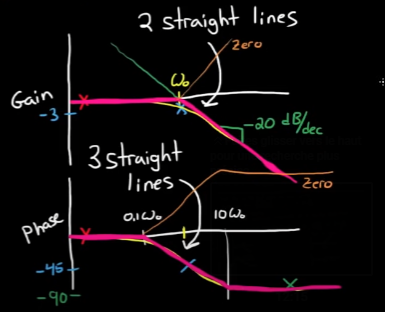 2 straight lines
Zero
ω₀
Gain
-3
-20 dB/dec
3 straight
lines
Zero
0.1ω₀
10ω₀
Phase
-45
-90